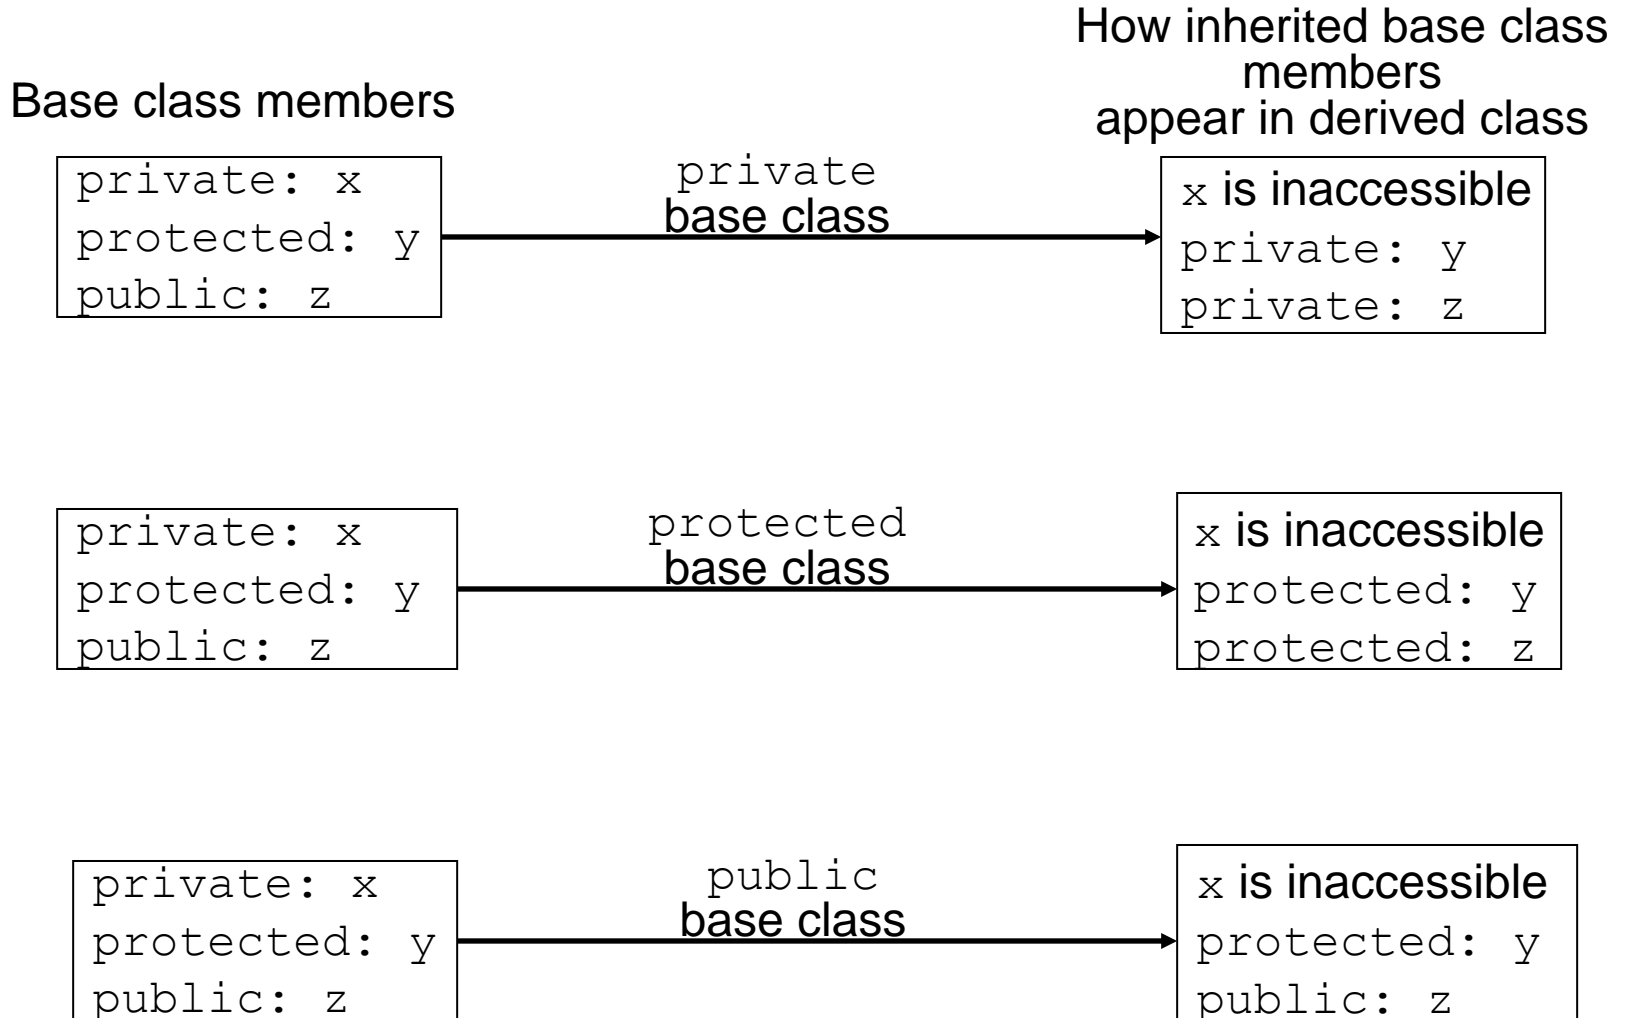 Base class members
How inherited base class
members
appear in derived class
private: x
protected: y
public: z
private
base class
x is inaccessible
private: y
private: z
private: x
protected: y
public: z
protected
base class
x is inaccessible
protected: y
protected: z
private: x
protected: y
public: z
public
base class
x is inaccessible
protected: y
public: z